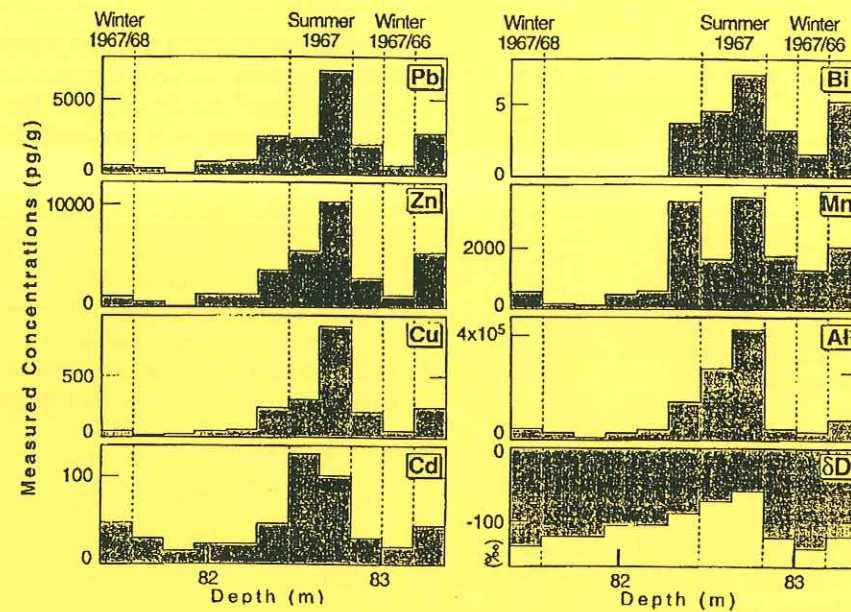 Winter
1967/68
Summer
1967
Winter
1967/66
Winter
1967/68
Summer
1967
Winter
1967/66
Measured Concentrations (pg/g)
5000
0
Pb
10000
0
Zn
500
0
Cu
100
0
Cd
82
83
Depth (m)
5
0
Bi
2000
0
Mn
4x10⁵
0
Al
0
-100
(‰)
δD
82
83
Depth (m)